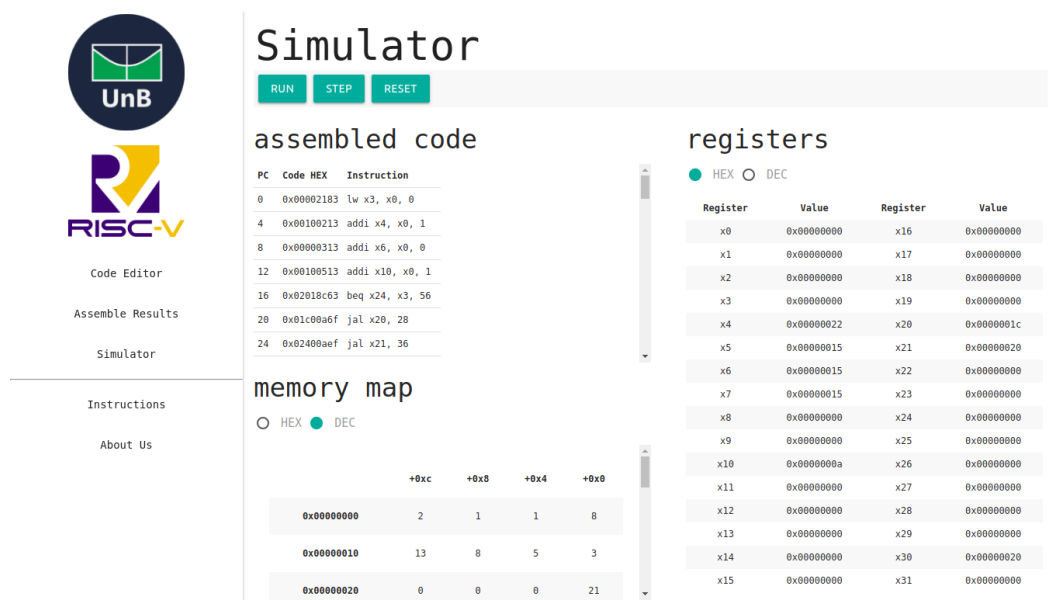 UnB
RISC-V
Code Editor
Assemble Results
Simulator
Instructions
About Us
Simulator
RUN STEP RESET
assembled code
PC Code HEX Instruction
0 0x00002183 lw x3, x0, 0
4 0x00100213 addi x4, x0, 1
8 0x00000313 addi x6, x0, 0
12 0x00100513 addi x10, x0, 1
16 0x02018c63 beq x24, x3, 56
20 0x01c00a6f jal x20, 28
24 0x02400aef jal x21, 36
memory map
HEX DEC
+0xc +0x8 +0x4 +0x0
0x00000000 2 1 1 8
0x00000010 13 8 5 3
0x00000020 0 0 0 21
registers
HEX DEC
Register Value Register Value
x0 0x00000000 x16 0x00000000
x1 0x00000000 x17 0x00000000
x2 0x00000000 x18 0x00000000
x3 0x00000000 x19 0x00000000
x4 0x00000022 x20 0x0000001c
x5 0x00000015 x21 0x00000020
x6 0x00000015 x22 0x00000000
x7 0x00000015 x23 0x00000000
x8 0x00000000 x24 0x00000000
x9 0x00000000 x25 0x00000000
x10 0x0000000a x26 0x00000000
x11 0x00000000 x27 0x00000000
x12 0x00000000 x28 0x00000000
x13 0x00000000 x29 0x00000000
x14 0x00000000 x30 0x00000020
x15 0x00000000 x31 0x00000000